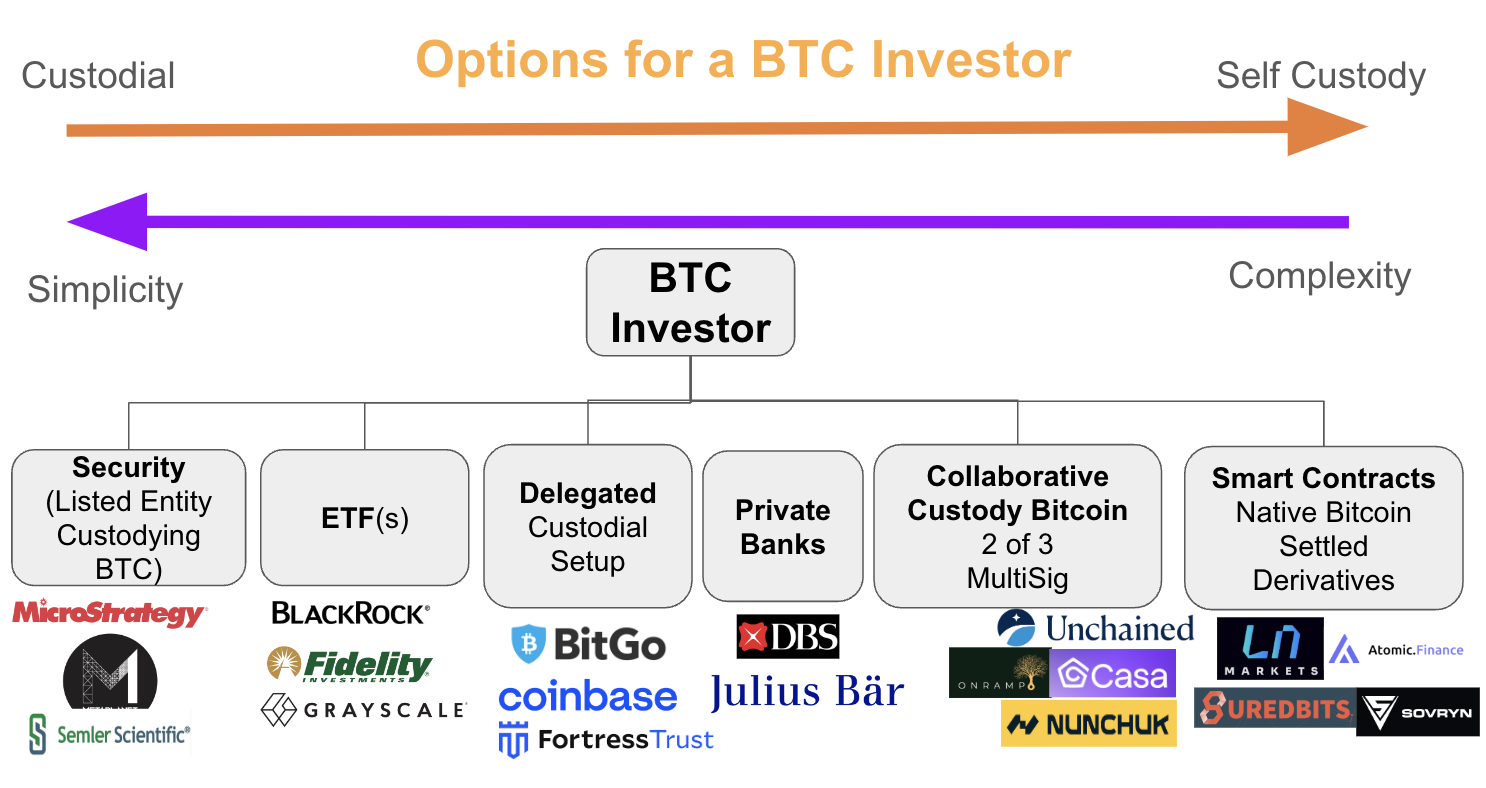 Options for a BTC Investor
Custodial
Self Custody
Simplicity
Complexity
BTC
Investor
Security
(Listed Entity
Custodying
BTC)
ETF(s)
Delegated
Custodial
Setup
Private
Banks
Collaborative
Custody Bitcoin
2 of 3
MultiSig
Smart Contracts
Native Bitcoin
Settled
Derivatives
MicroStrategy®
Semler Scientific®
BLACKROCK®
Fidelity
INVESTMENTS®
GRAYSCALE®
BitGo
coinbase
FortressTrust
DBS
Julius Bär
Unchained
ONRAMP
Casa
NUNCHUK
LN
MARKETS
Atomic.Finance
SUREDBITS
SOVRYN